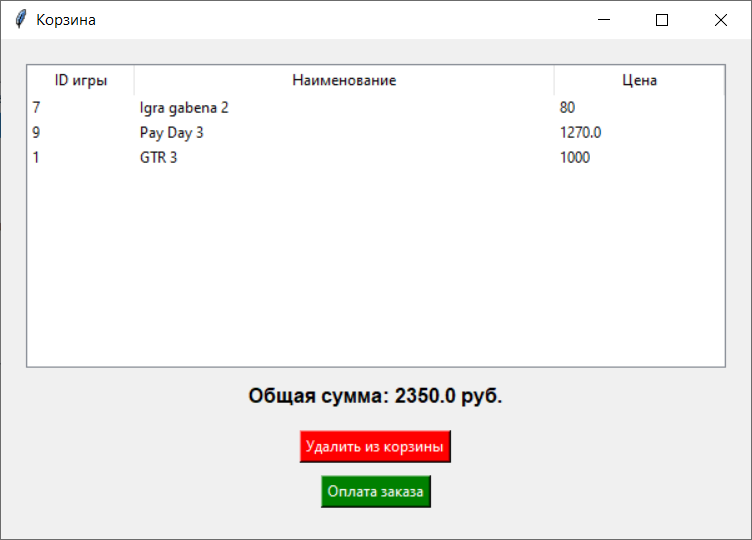 Корзина
ID игры Наименование Цена
7 Igra gabena 2 80
9 Pay Day 3 1270.0
1 GTR 3 1000
Общая сумма: 2350.0 руб.
Удалить из корзины
Оплата заказа